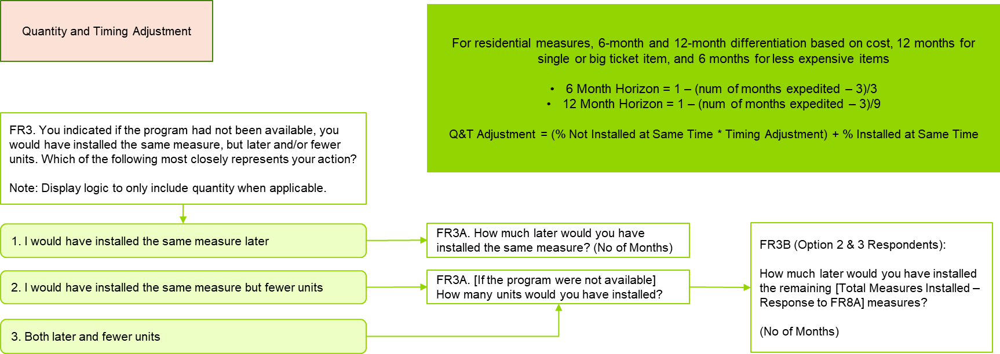 Quantity and Timing Adjustment
For residential measures, 6-month and 12-month differentiation based on cost, 12 months for
single or big ticket item, and 6 months for less expensive items
• 6 Month Horizon = 1 – (num of months expedited – 3)/3
• 12 Month Horizon = 1 – (num of months expedited – 3)/9
Q&T Adjustment = (% Not Installed at Same Time * Timing Adjustment) + % Installed at Same Time
FR3. You indicated if the program had not been available, you
would have installed the same measure, but later and/or fewer
units. Which of the following most closely represents your action?
Note: Display logic to only include quantity when applicable.
1. I would have installed the same measure later
FR3A. How much later would you have
installed the same measure? (No of Months)
2. I would have installed the same measure but fewer units
FR3A. [If the program were not available]
How many units would you have installed?
3. Both later and fewer units
FR3B (Option 2 & 3 Respondents):
How much later would you have installed
the remaining [Total Measures Installed –
Response to FR8A] measures?
(No of Months)